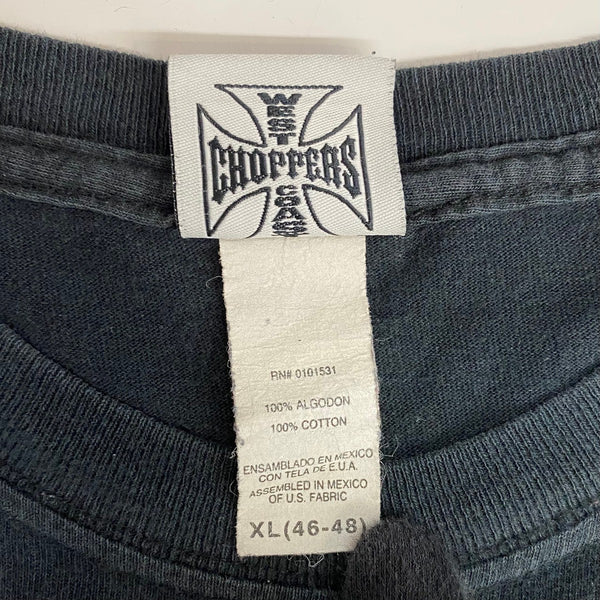 WEST
CHOPPERS
COAST
RN# 0101531
100% ALGODON
100% COTTON
ENSAMBLADO EN MEXICO
CON TELA DE E.U.A.
ASSEMBLED IN MEXICO
OF U.S. FABRIC
XL(46-48)